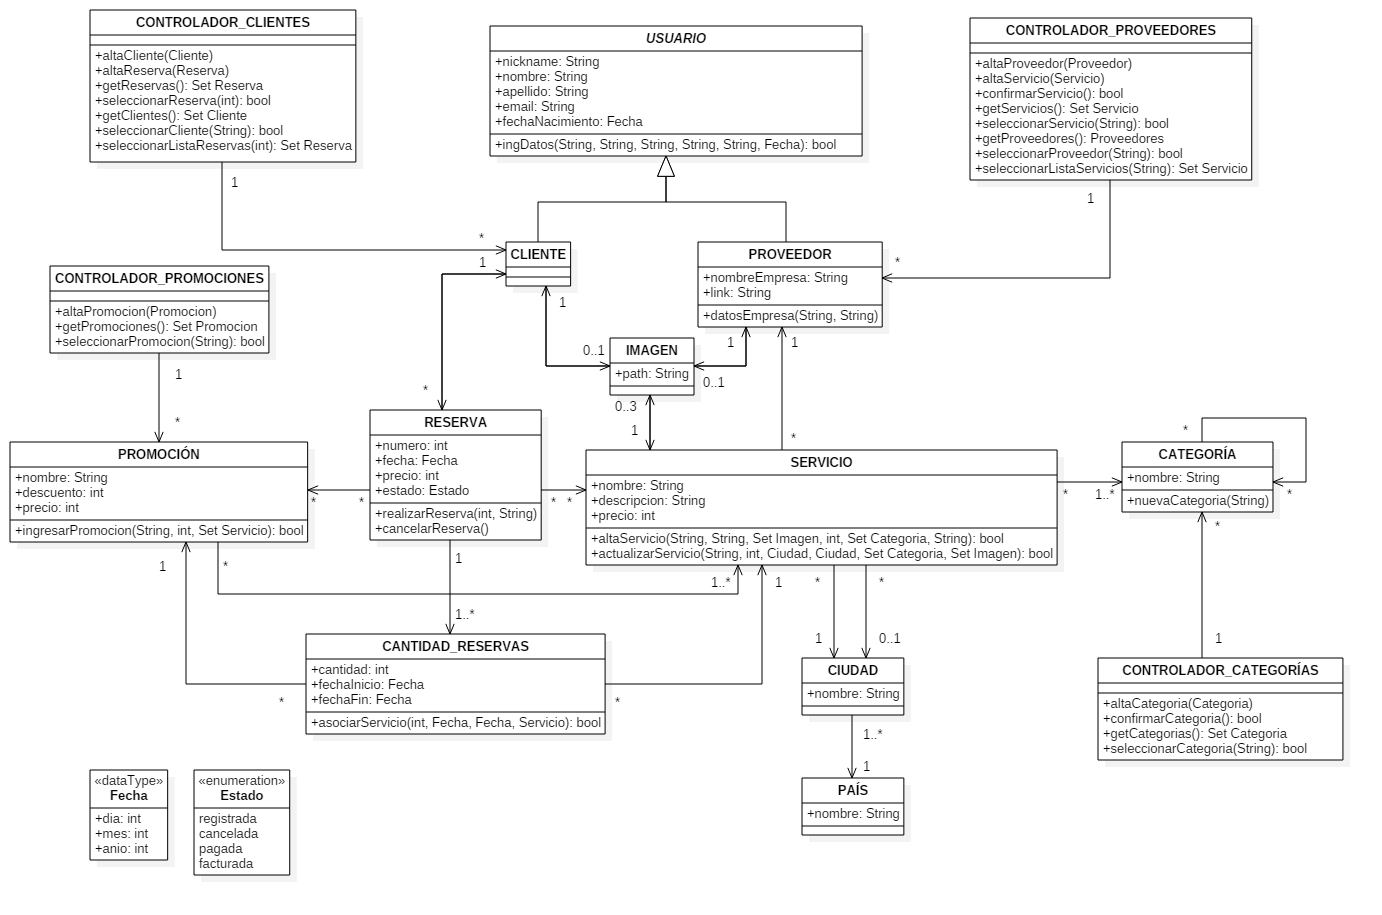 CONTROLADOR_CLIENTES
+altaCliente(Cliente)
+altaReserva(Reserva)
+getReservas(): Set Reserva
+seleccionarReserva(int): bool
+getClientes(): Set Cliente
+seleccionarCliente(String): bool
+seleccionarListaReservas(int): Set Reserva
1
*
USUARIO
+nickname: String
+nombre: String
+apellido: String
+email: String
+fechaNacimiento: Fecha
+ingDatos(String, String, String, String, String, Fecha): bool
CONTROLADOR_PROVEEDORES
+altaProveedor(Proveedor)
+altaServicio(Servicio)
+confirmarServicio(): bool
+getServicios(): Set Servicio
+seleccionarServicio(String): bool
+getProveedores(): Proveedores
+seleccionarProveedor(String): bool
+seleccionarListaServicios(String): Set Servicio
1
*
CLIENTE
1
1
PROVEEDOR
+nombreEmpresa: String
+link: String
+datosEmpresa(String, String)
1
1
CONTROLADOR_PROMOCIONES
+altaPromocion(Promocion)
+getPromociones(): Set Promocion
+seleccionarPromocion(String): bool
1
*
0..1
IMAGEN
+path: String
0..1
0..3
1
*
*
RESERVA
+numero: int
+fecha: Fecha
+precio: int
+estado: Estado
+realizarReserva(int, String)
+cancelarReserva()
PROMOCIÓN
+nombre: String
+descuento: int
+precio: int
+ingresarPromocion(String, int, Set Servicio): bool
*
*
*
*
SERVICIO
+nombre: String
+descripcion: String
+precio: int
+altaServicio(String, String, Set Imagen, int, Set Categoria, String): bool
+actualizarServicio(String, int, Ciudad, Ciudad, Set Categoria, Set Imagen): bool
*
1..*
*
CATEGORÍA
+nombre: String
+nuevaCategoria(String)
*
*
1
*
1
1..*
1..*
1
*
*
1
0..1
1
CANTIDAD_RESERVAS
+cantidad: int
+fechaInicio: Fecha
+fechaFin: Fecha
+asociarServicio(int, Fecha, Fecha, Servicio): bool
*
*
CIUDAD
+nombre: String
1..*
1
PAÍS
+nombre: String
CONTROLADOR_CATEGORÍAS
+altaCategoria(Categoria)
+confirmarCategoria(): bool
+getCategorias(): Set Categoria
+seleccionarCategoria(String): bool
«dataType»
Fecha
+dia: int
+mes: int
+anio: int
«enumeration»
Estado
registrada
cancelada
pagada
facturada